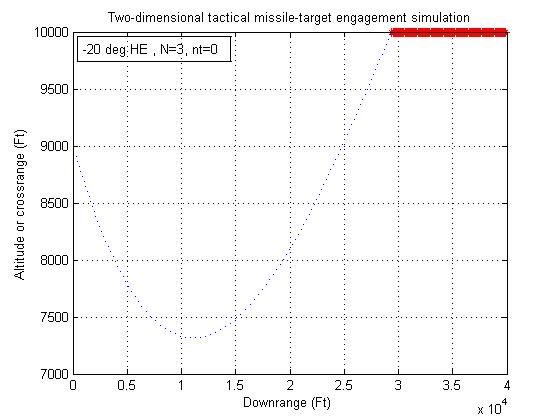 Two-dimensional tactical missile-target engagement simulation
-20 deg HE , N=3, nt=0
10000
9500
9000
8500
8000
7500
7000
Altitude or crossrange (Ft)
0 0.5 1 1.5 2 2.5 3 3.5 4
x 10^4
Downrange (Ft)